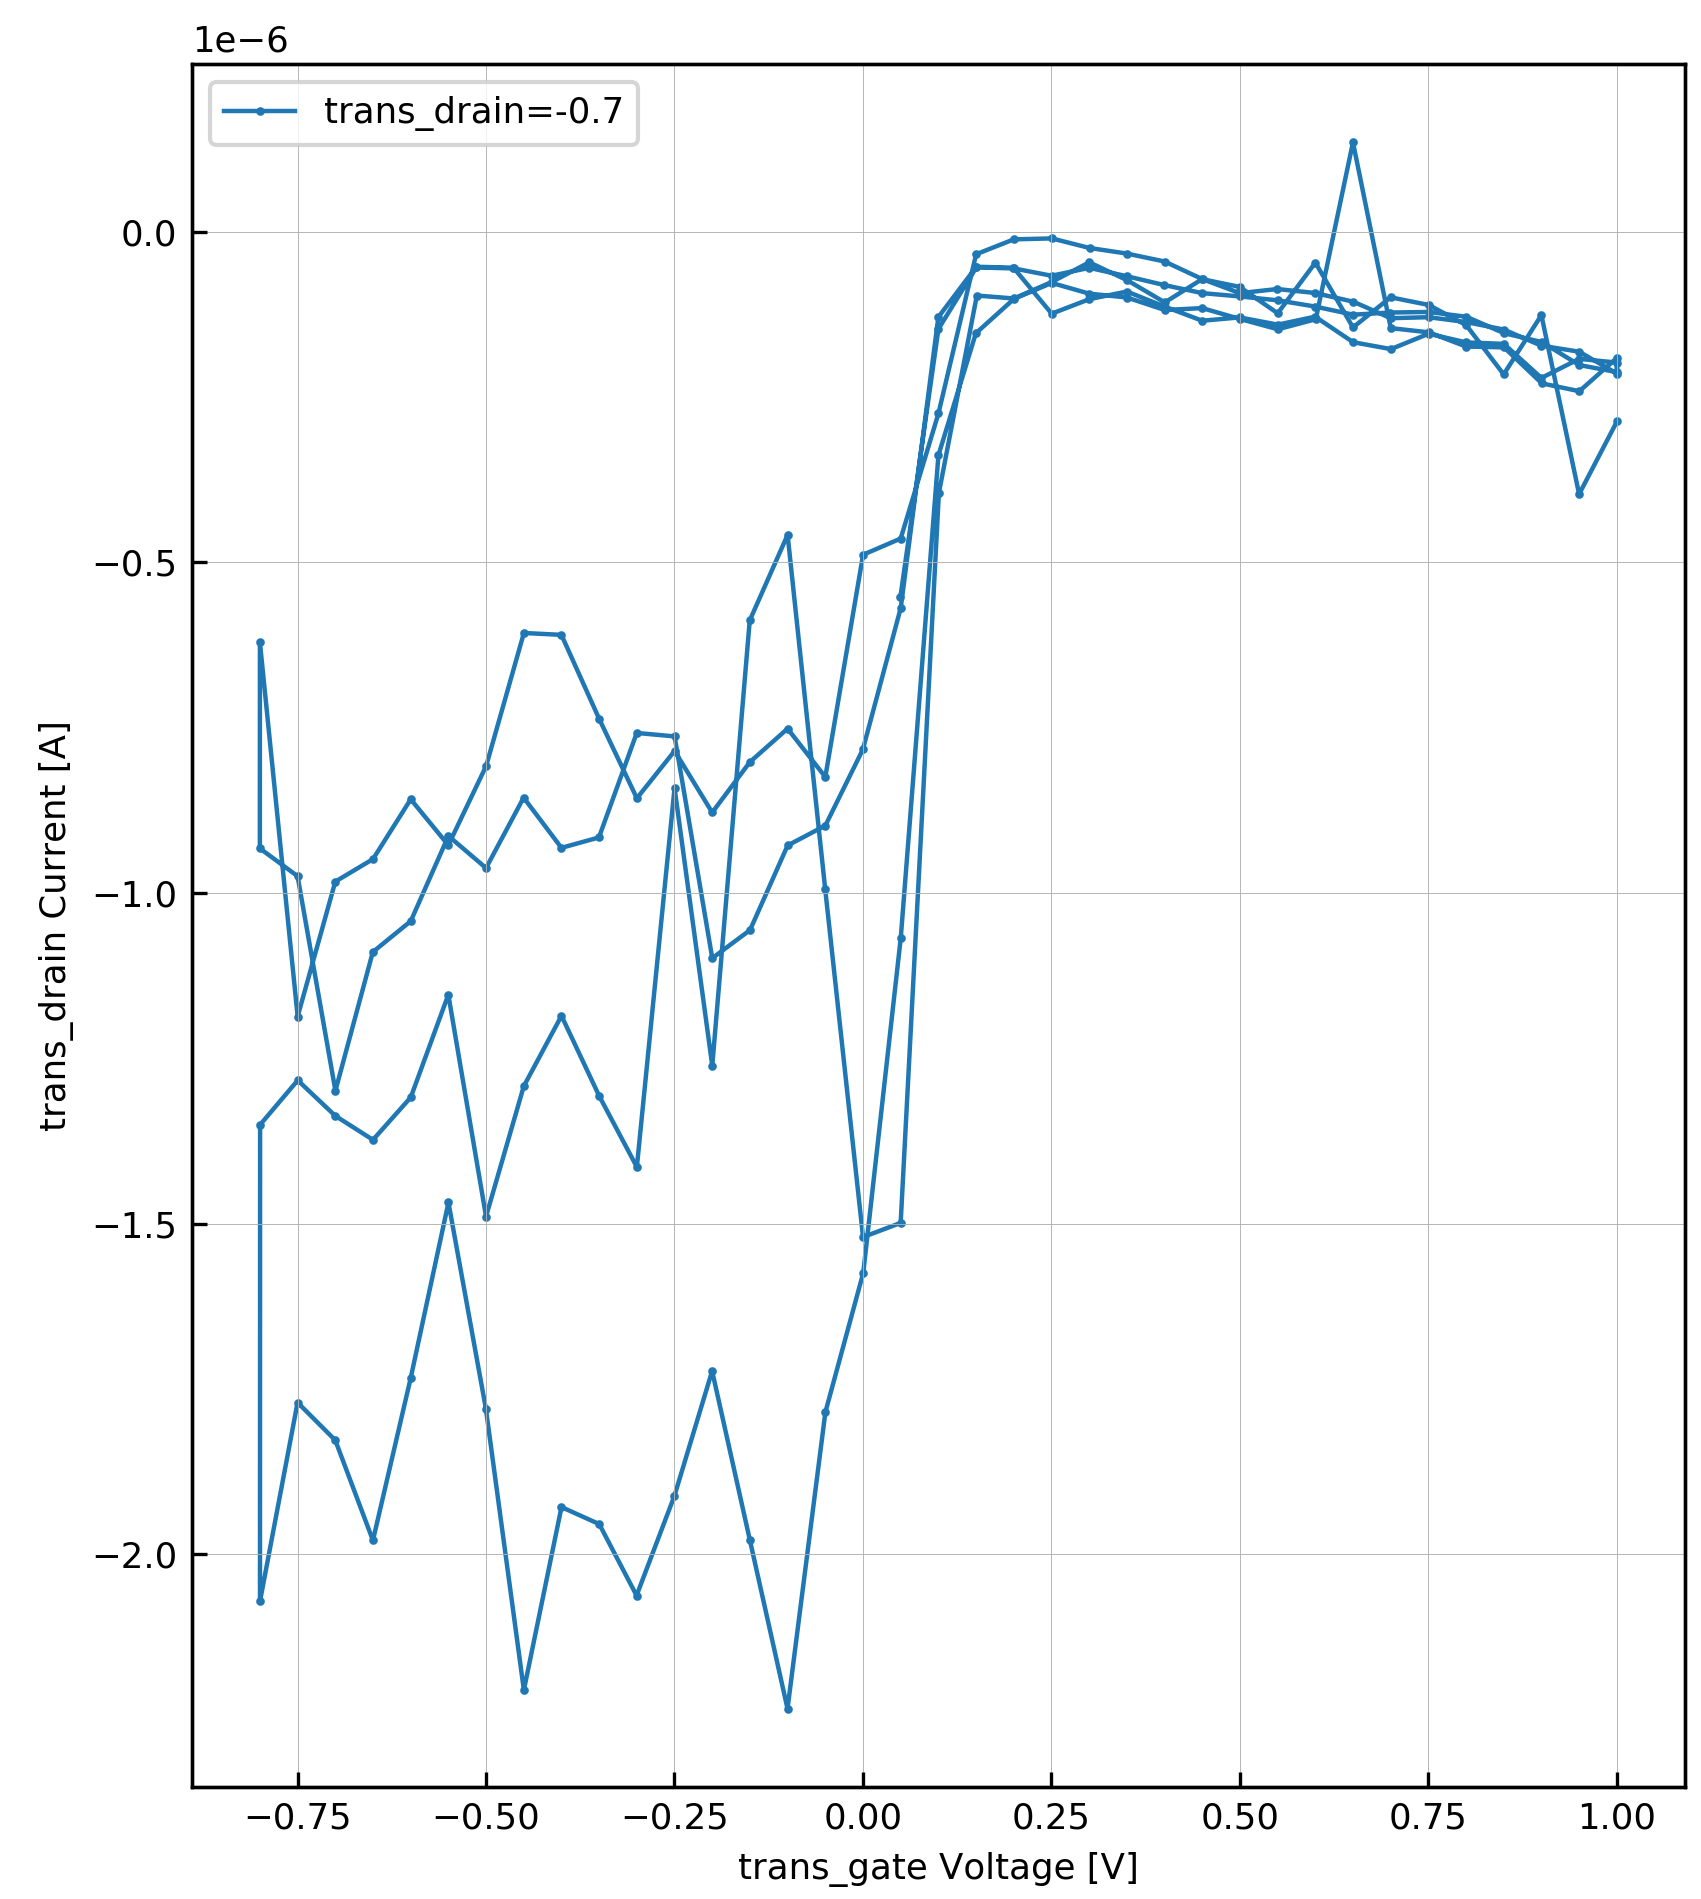 1e−6
trans_drain=-0.7
0.0
−0.5
−1.0
−1.5
−2.0
trans_drain Current [A]
−0.75 −0.50 −0.25 0.00 0.25 0.50 0.75 1.00
trans_gate Voltage [V]